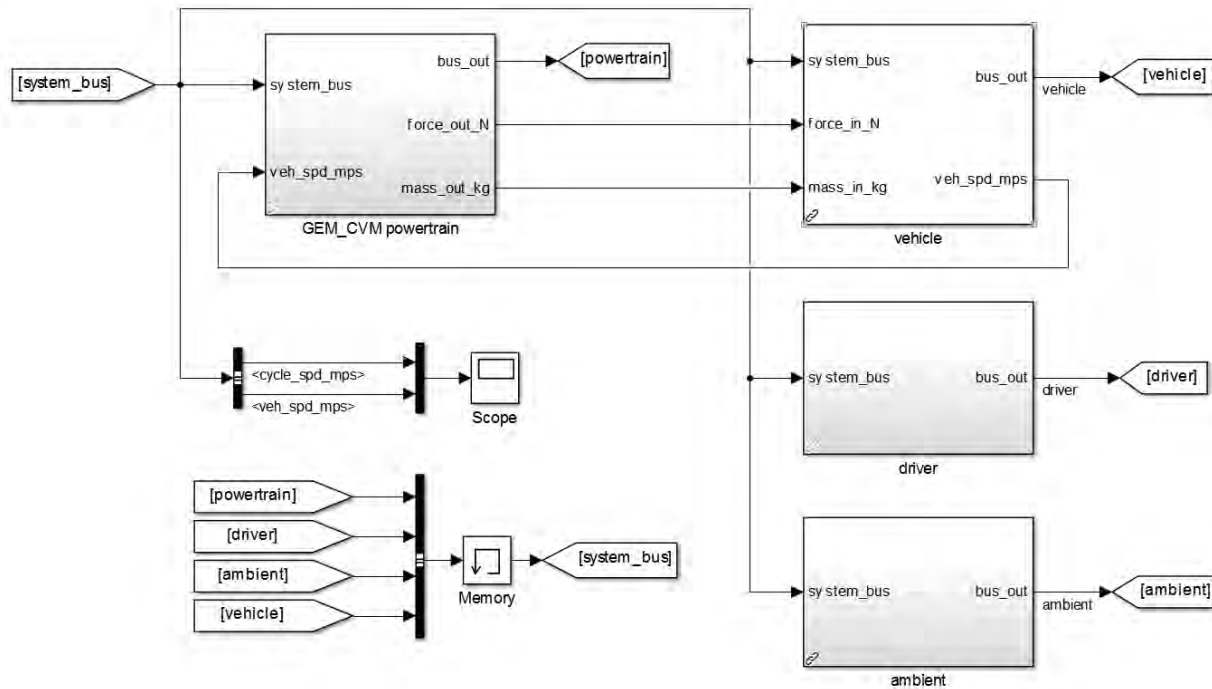 [system_bus]
system_bus
veh_spd_mps
bus_out
force_out_N
mass_out_kg
GEM_CVM powertrain
[powertrain]
system_bus
force_in_N
mass_in_kg
bus_out
veh_spd_mps
vehicle
vehicle
[vehicle]
<cycle_spd_mps>
<veh_spd_mps>
Scope
system_bus
bus_out
driver
driver
[driver]
[powertrain]
[driver]
[ambient]
[vehicle]
Memory
[system_bus]
system_bus
bus_out
ambient
ambient
[ambient]